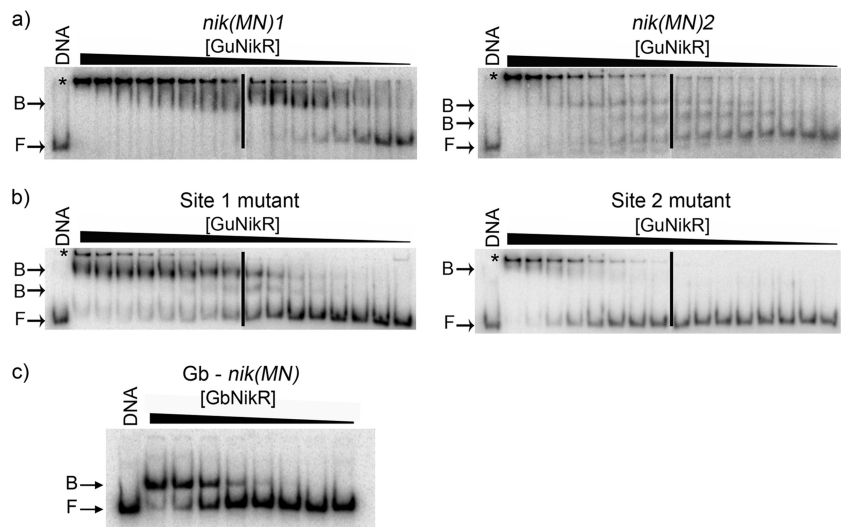 a)
nik(MN)1
[GuNikR]
DNA
*
B
F
nik(MN)2
[GuNikR]
DNA
*
B
B
F
b)
Site 1 mutant
[GuNikR]
DNA
*
B
B
F
Site 2 mutant
[GuNikR]
DNA
*
B
F
c)
Gb - nik(MN)
[GbNikR]
DNA
B
F